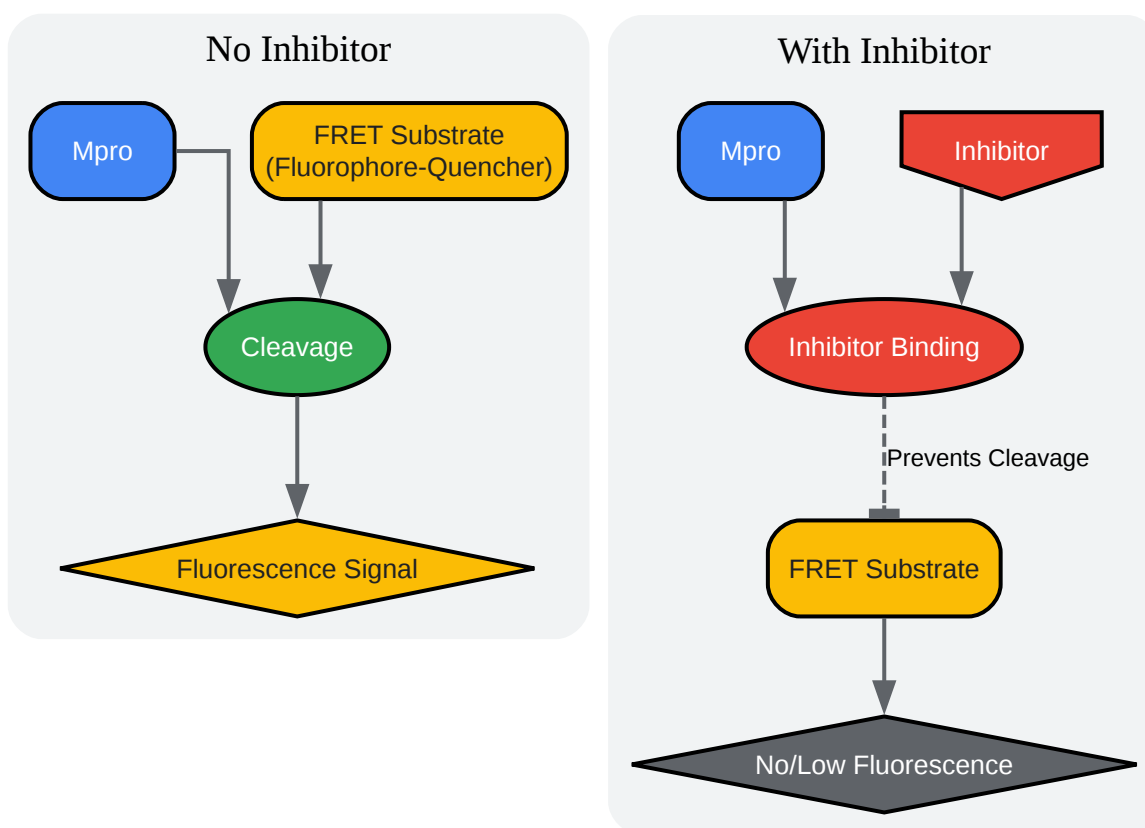 No Inhibitor
Mpro
FRET Substrate
(Fluorophore-Quencher)
Cleavage
Fluorescence Signal
With Inhibitor
Mpro
Inhibitor
Inhibitor Binding
Prevents Cleavage
FRET Substrate
No/Low Fluorescence